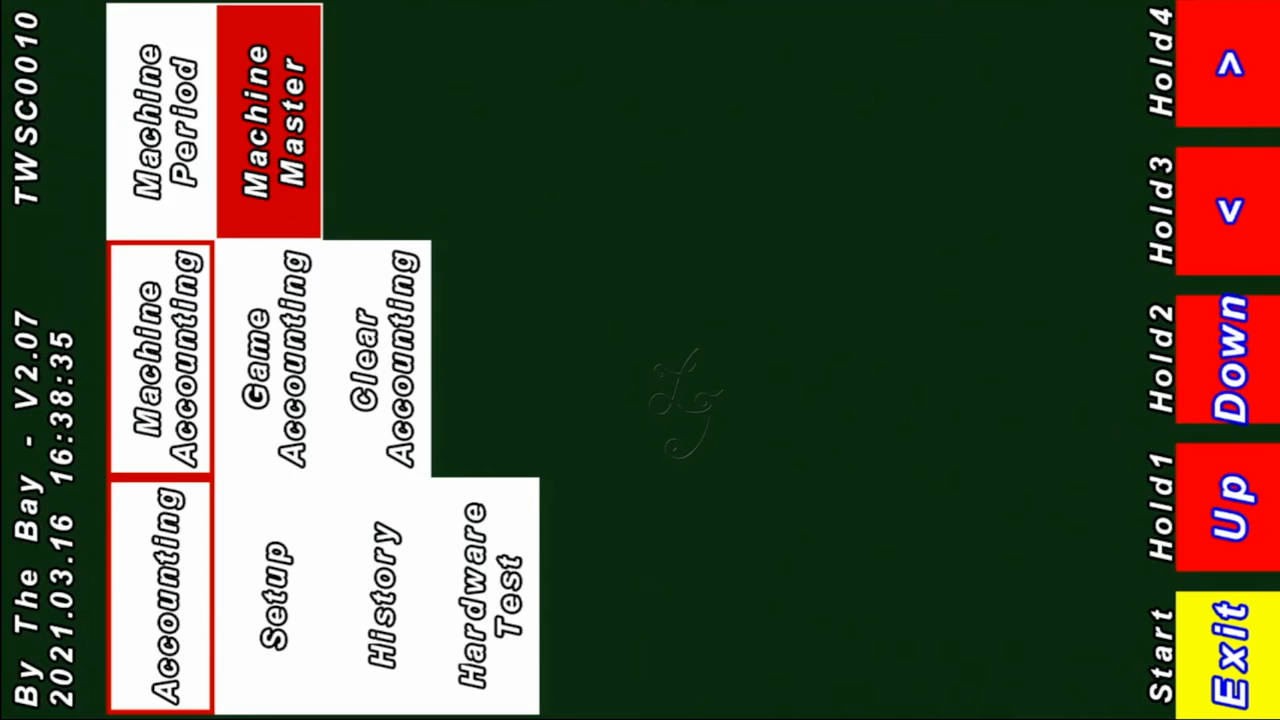 By The Bay - V2.07 TWSC0010
2021.03.16 16:38:35
Accounting
Machine
Accounting
Machine
Period
Setup
Game
Accounting
Machine
Master
History
Clear
Accounting
Hardware
Test
Start Hold1 Hold2 Hold3 Hold4
Exit Up Down < >